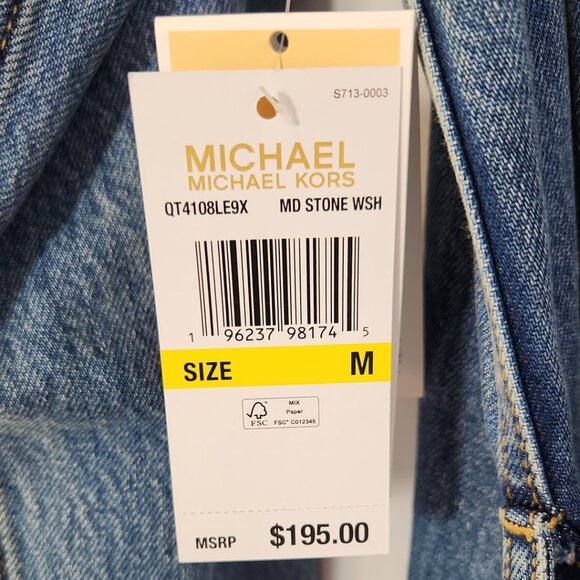 S713-0003
MICHAEL
MICHAEL KORS
QT4108LE9X MD STONE WSH
1 96237 98174 5
SIZE M
FSC
MIX
Paper
FSC® C012345
MSRP $195.00